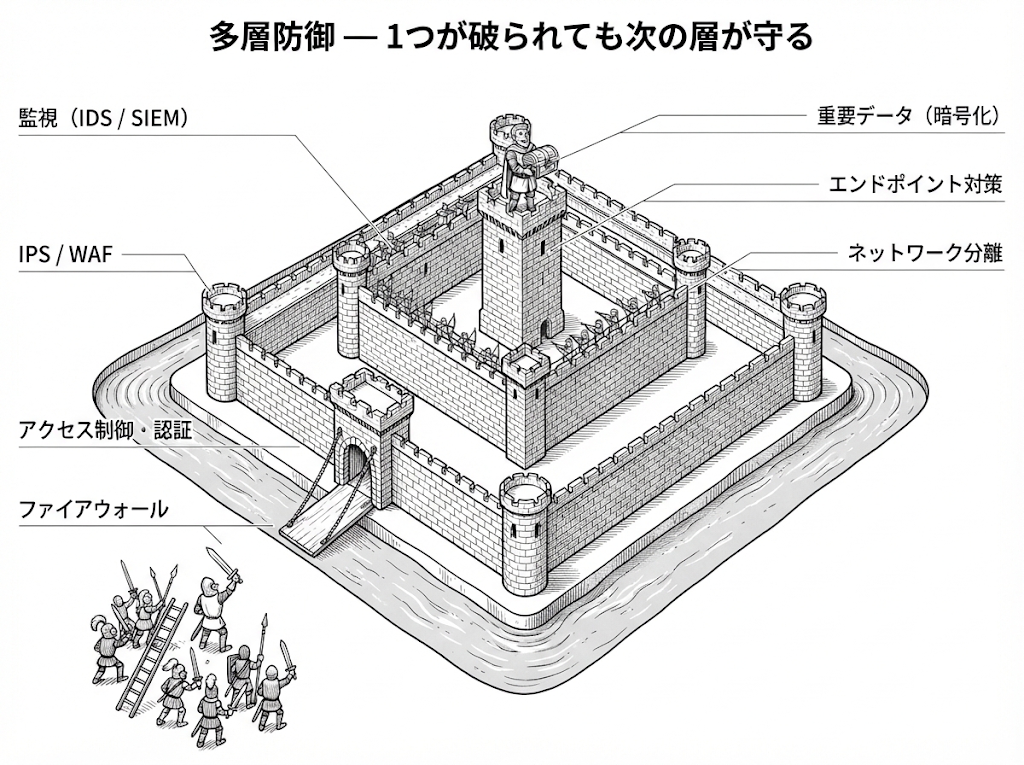 多層防御 — 1つが破られても次の層が守る
監視（IDS / SIEM）
IPS / WAF
アクセス制御・認証
ファイアウォール
重要データ（暗号化）
エンドポイント対策
ネットワーク分離